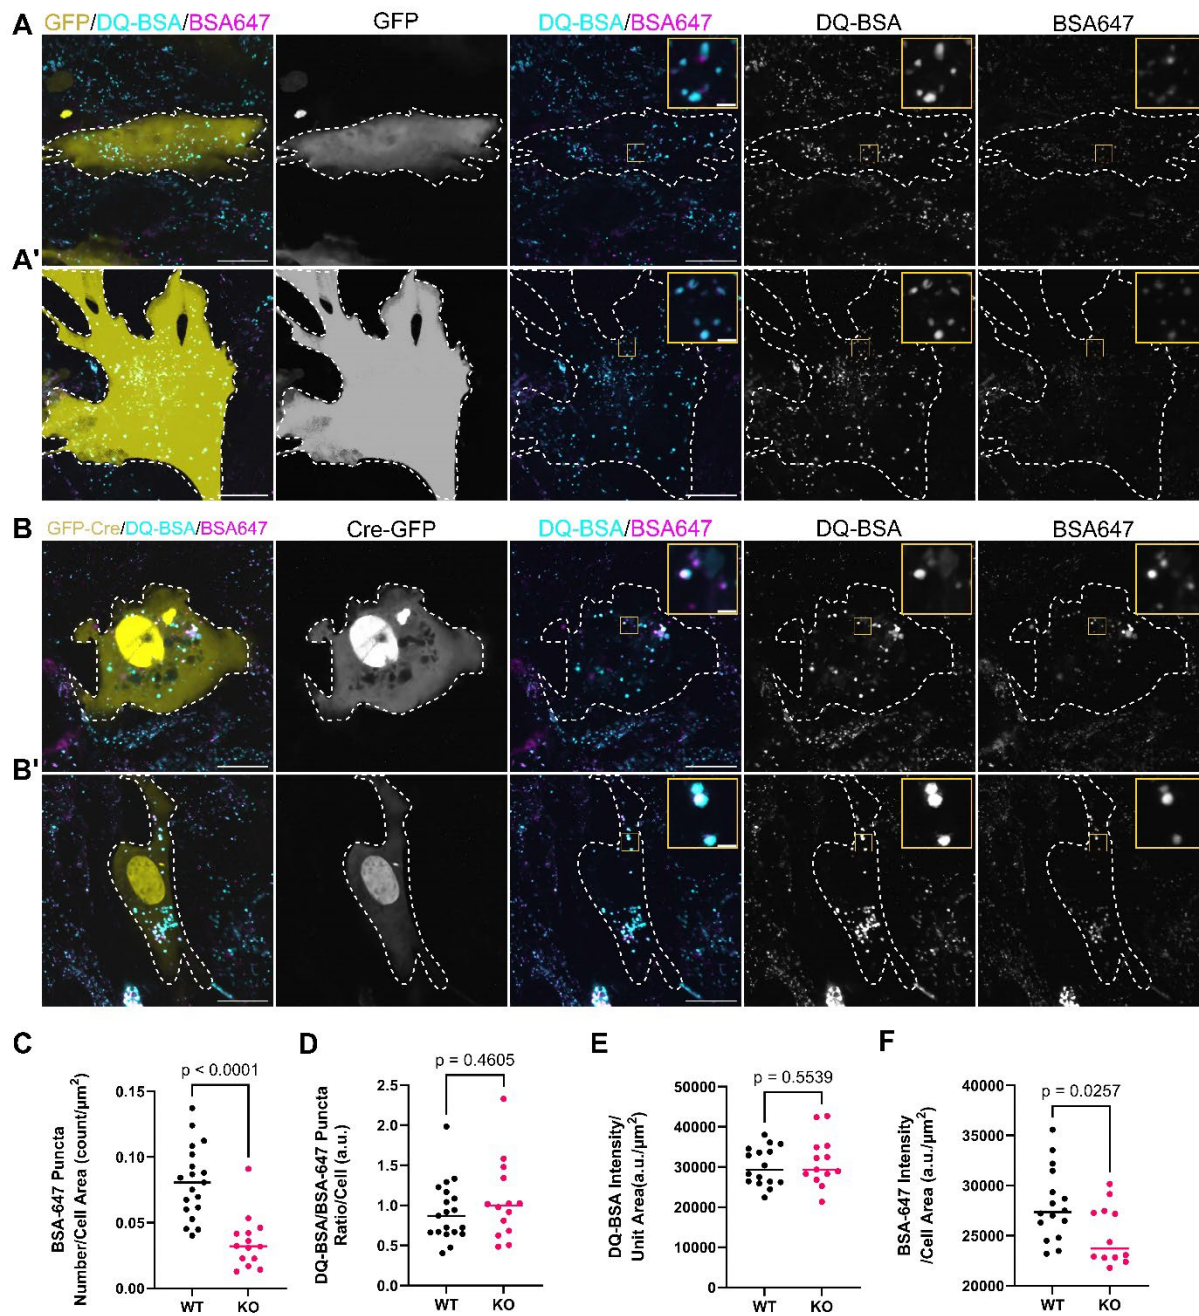 A
GFP/DQ-BSA/BSA647
GFP
DQ-BSA/BSA647
DQ-BSA
BSA647
A'
B
GFP-Cre/DQ-BSA/BSA647
Cre-GFP
DQ-BSA/BSA647
DQ-BSA
BSA647
B'
C
p < 0.0001
BSA-647 Puncta
Number/Cell Area (count/µm²)
0.15
0.10
0.05
0.00
WT
KO
D
p = 0.4605
DQ-BSA/BSA-647 Puncta
Ratio/Cell (a.u.)
2.5
2.0
1.5
1.0
0.5
0.0
WT
KO
E
p = 0.5539
DQ-BSA Intensity/
Unit Area(a.u./µm²)
50000
40000
30000
20000
10000
0
WT
KO
F
p = 0.0257
BSA-647 Intensity
/Cell Area (a.u./µm²)
40000
35000
30000
25000
20000
WT
KO